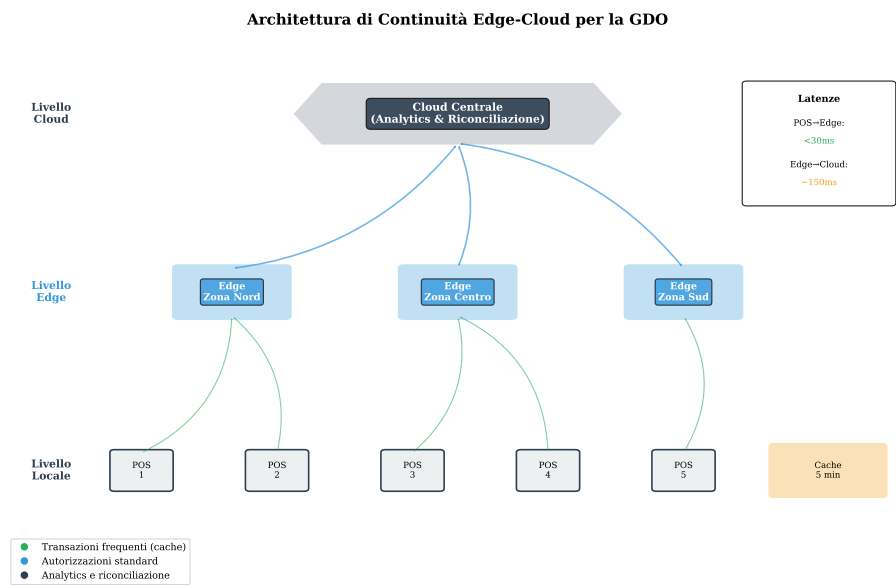 Architettura di Continuità Edge-Cloud per la GDO
Livello
Cloud
Cloud Centrale
(Analytics & Riconciliazione)
Latenze
POS→Edge:
<30ms
Edge→Cloud:
~150ms
Livello
Edge
Edge
Zona Nord
Edge
Zona Centro
Edge
Zona Sud
Livello
Locale
POS
1
POS
2
POS
3
POS
4
POS
5
Cache
5 min
Transazioni frequenti (cache)
Autorizzazioni standard
Analytics e riconciliazione